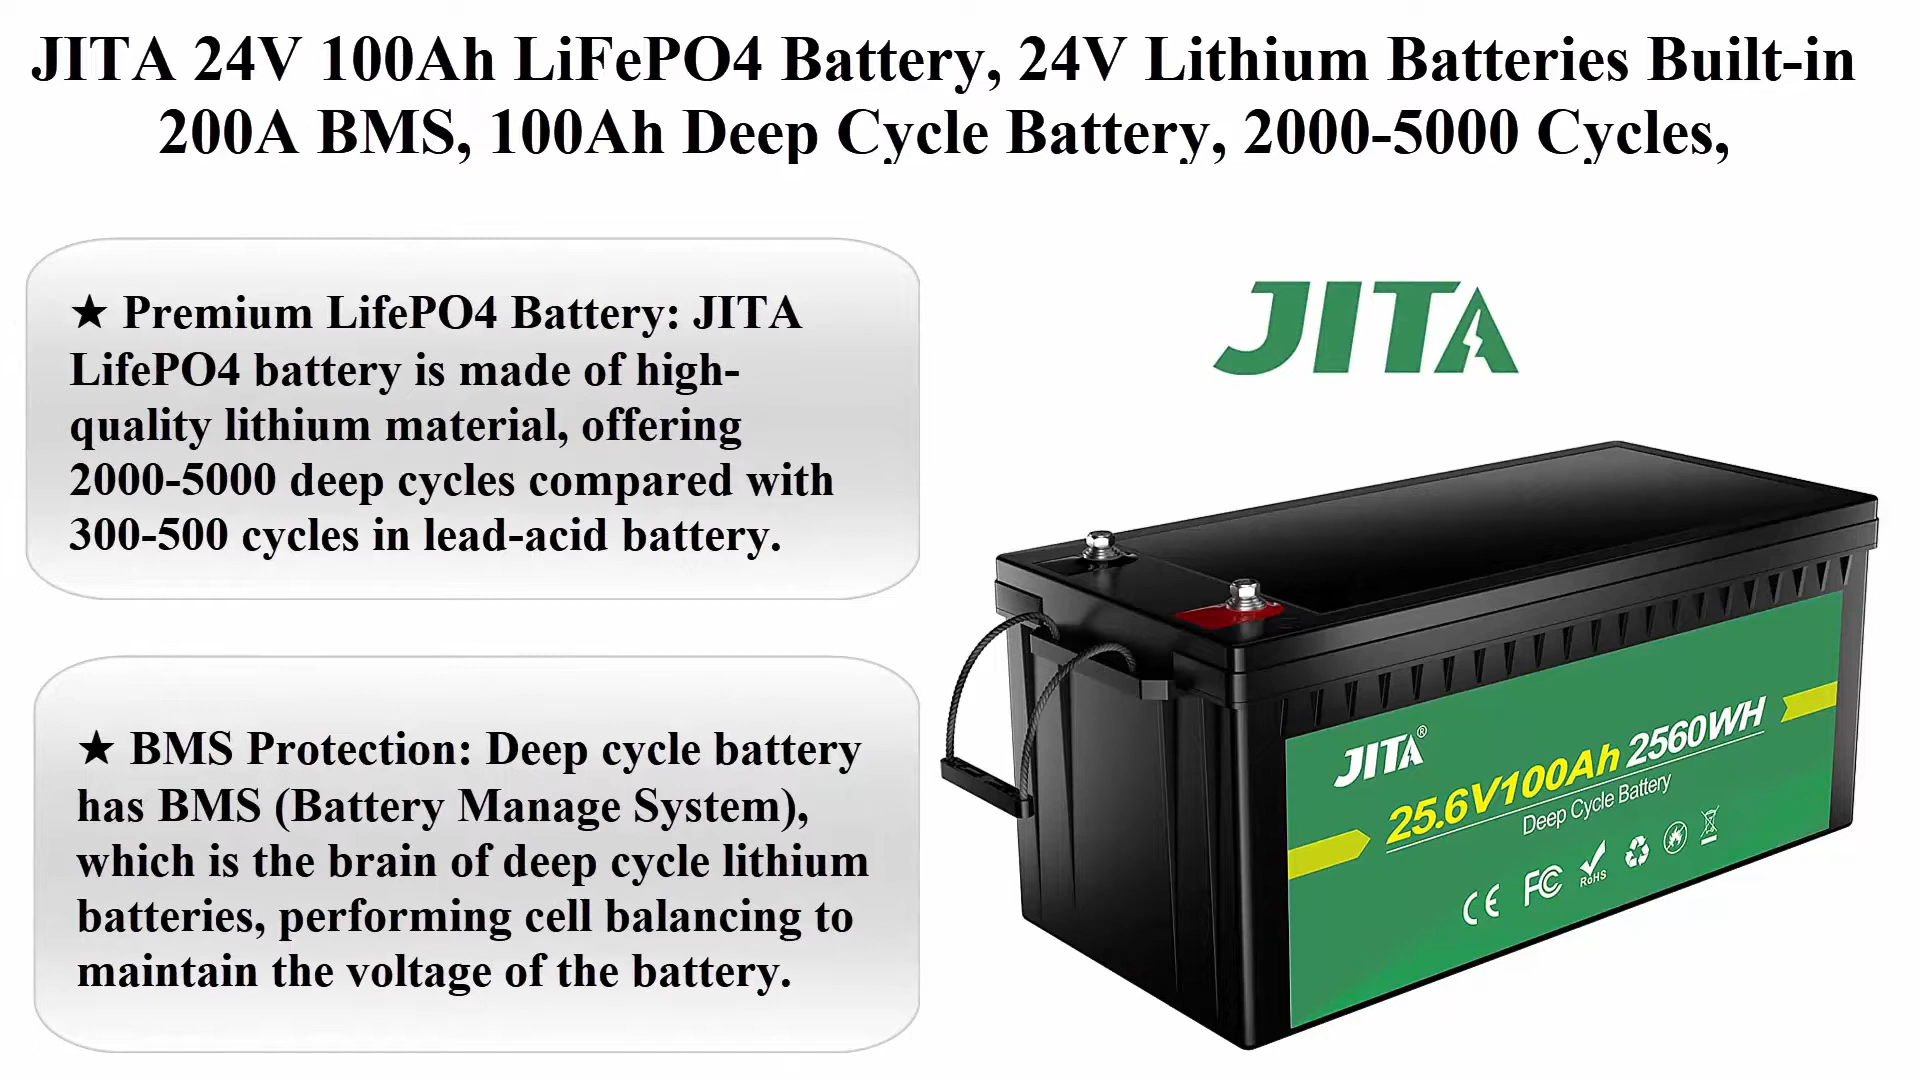 JITA 24V 100Ah LiFePO4 Battery, 24V Lithium Batteries Built-in
200A BMS, 100Ah Deep Cycle Battery, 2000-5000 Cycles,
★ Premium LifePO4 Battery: JITA
LifePO4 battery is made of high-
quality lithium material, offering
2000-5000 deep cycles compared with
300-500 cycles in lead-acid battery.
★ BMS Protection: Deep cycle battery
has BMS (Battery Manage System),
which is the brain of deep cycle lithium
batteries, performing cell balancing to
maintain the voltage of the battery.
JITA
JITA®
25.6V100Ah 2560WH
Deep Cycle Battery
CE FC RoHS